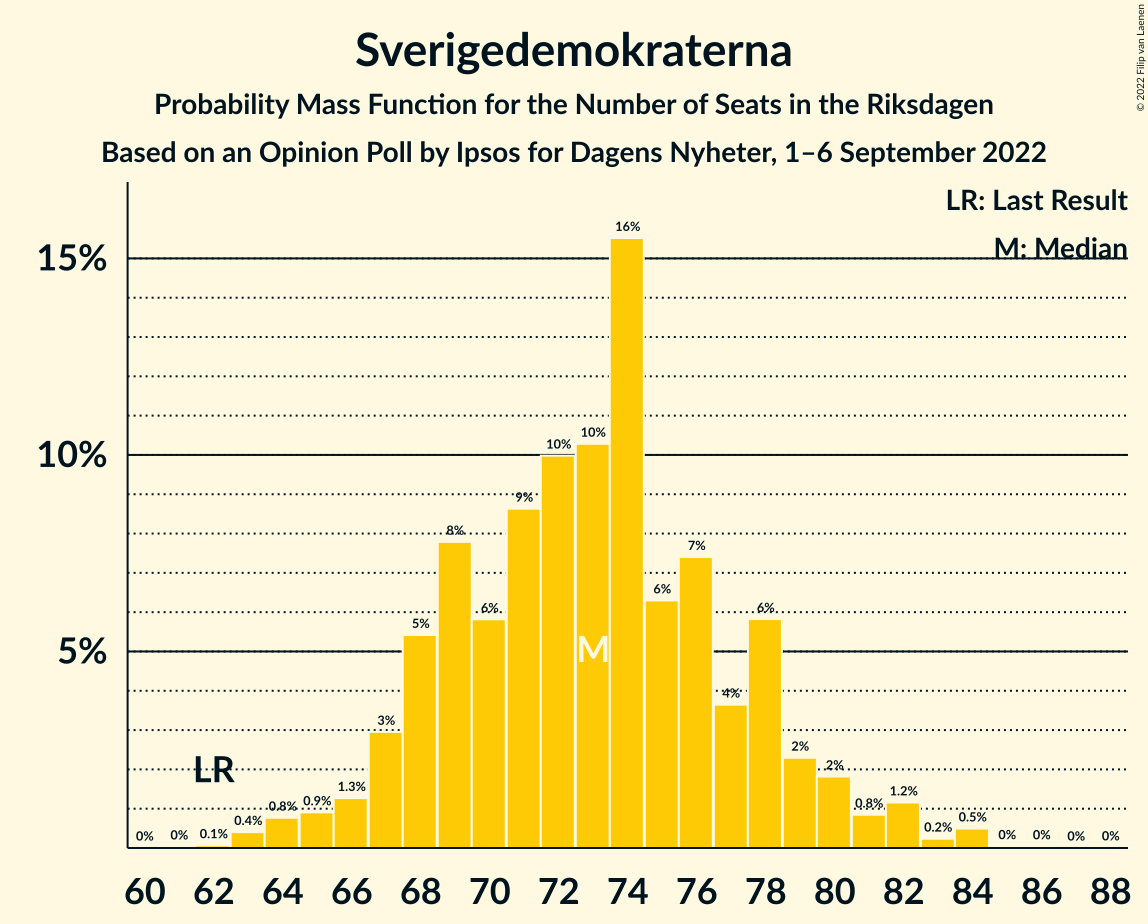 Sverigedemokraterna
Probability Mass Function for the Number of Seats in the Riksdagen
Based on an Opinion Poll by Ipsos for Dagens Nyheter, 1–6 September 2022
© 2022 Filip van Laenen
LR: Last Result
M: Median
15%
10%
5%
0% 0% 0.1% 0.4% 0.8% 0.9% 1.3% 3% 5% 8% 6% 9% 10% 10% 16% 6% 7% 4% 6% 2% 2% 0.8% 1.2% 0.2% 0.5% 0% 0% 0% 0%
LR
M
60 62 64 66 68 70 72 74 76 78 80 82 84 86 88